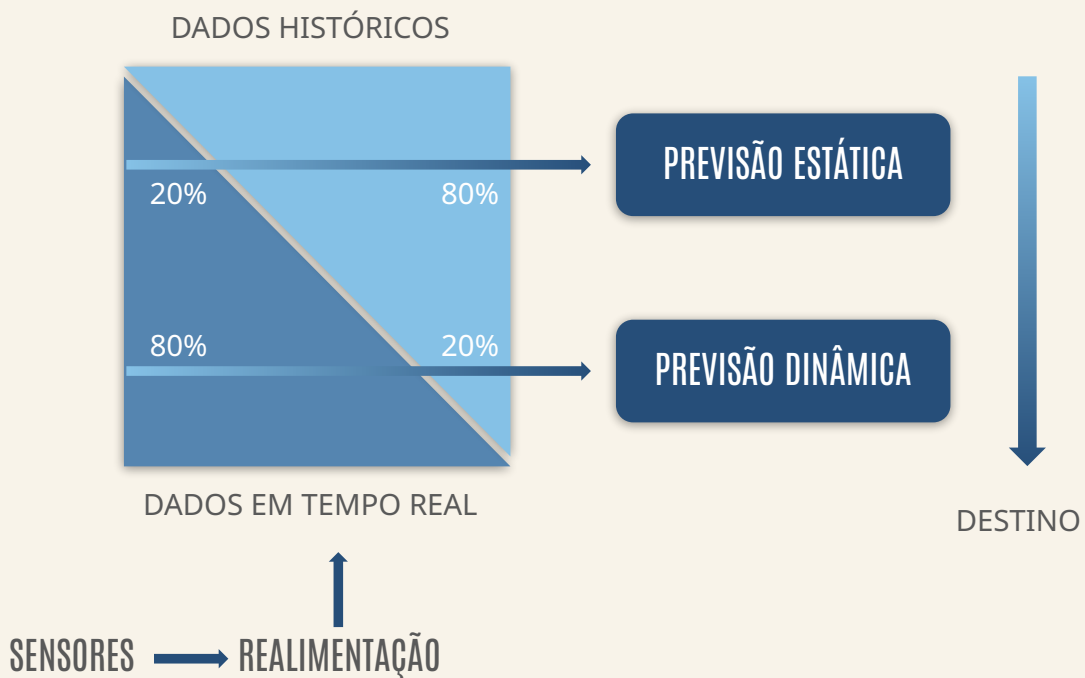 DADOS HISTÓRICOS
PREVISÃO ESTÁTICA
20%
80%
80%
20%
PREVISÃO DINÂMICA
DADOS EM TEMPO REAL
DESTINO
SENSORES
REALIMENTAÇÃO